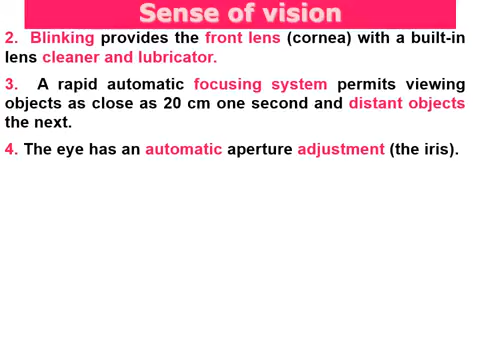 Sense of vision
2. Blinking provides the front lens (cornea) with a built-in
lens cleaner and lubricator.
3. A rapid automatic focusing system permits viewing
objects as close as 20 cm one second and distant objects
the next.
4. The eye has an automatic aperture adjustment (the iris).